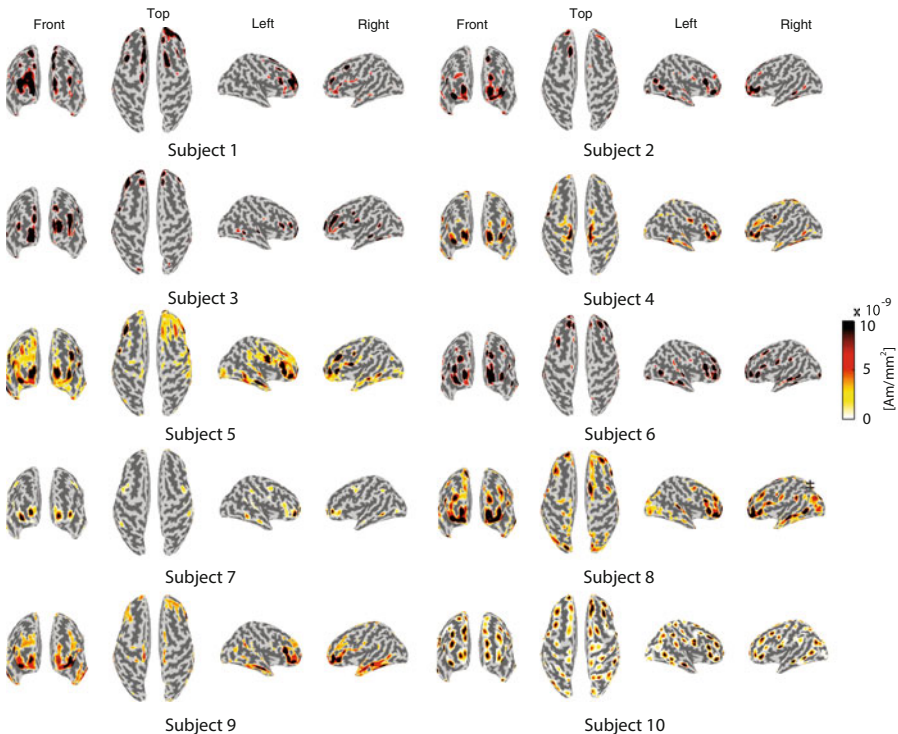 Front Top Left Right Front Top Left Right
Subject 1 Subject 2
Subject 3 Subject 4
x 10-9
10
5
0
[Am/mm²]
Subject 5 Subject 6
Subject 7 Subject 8
Subject 9 Subject 10